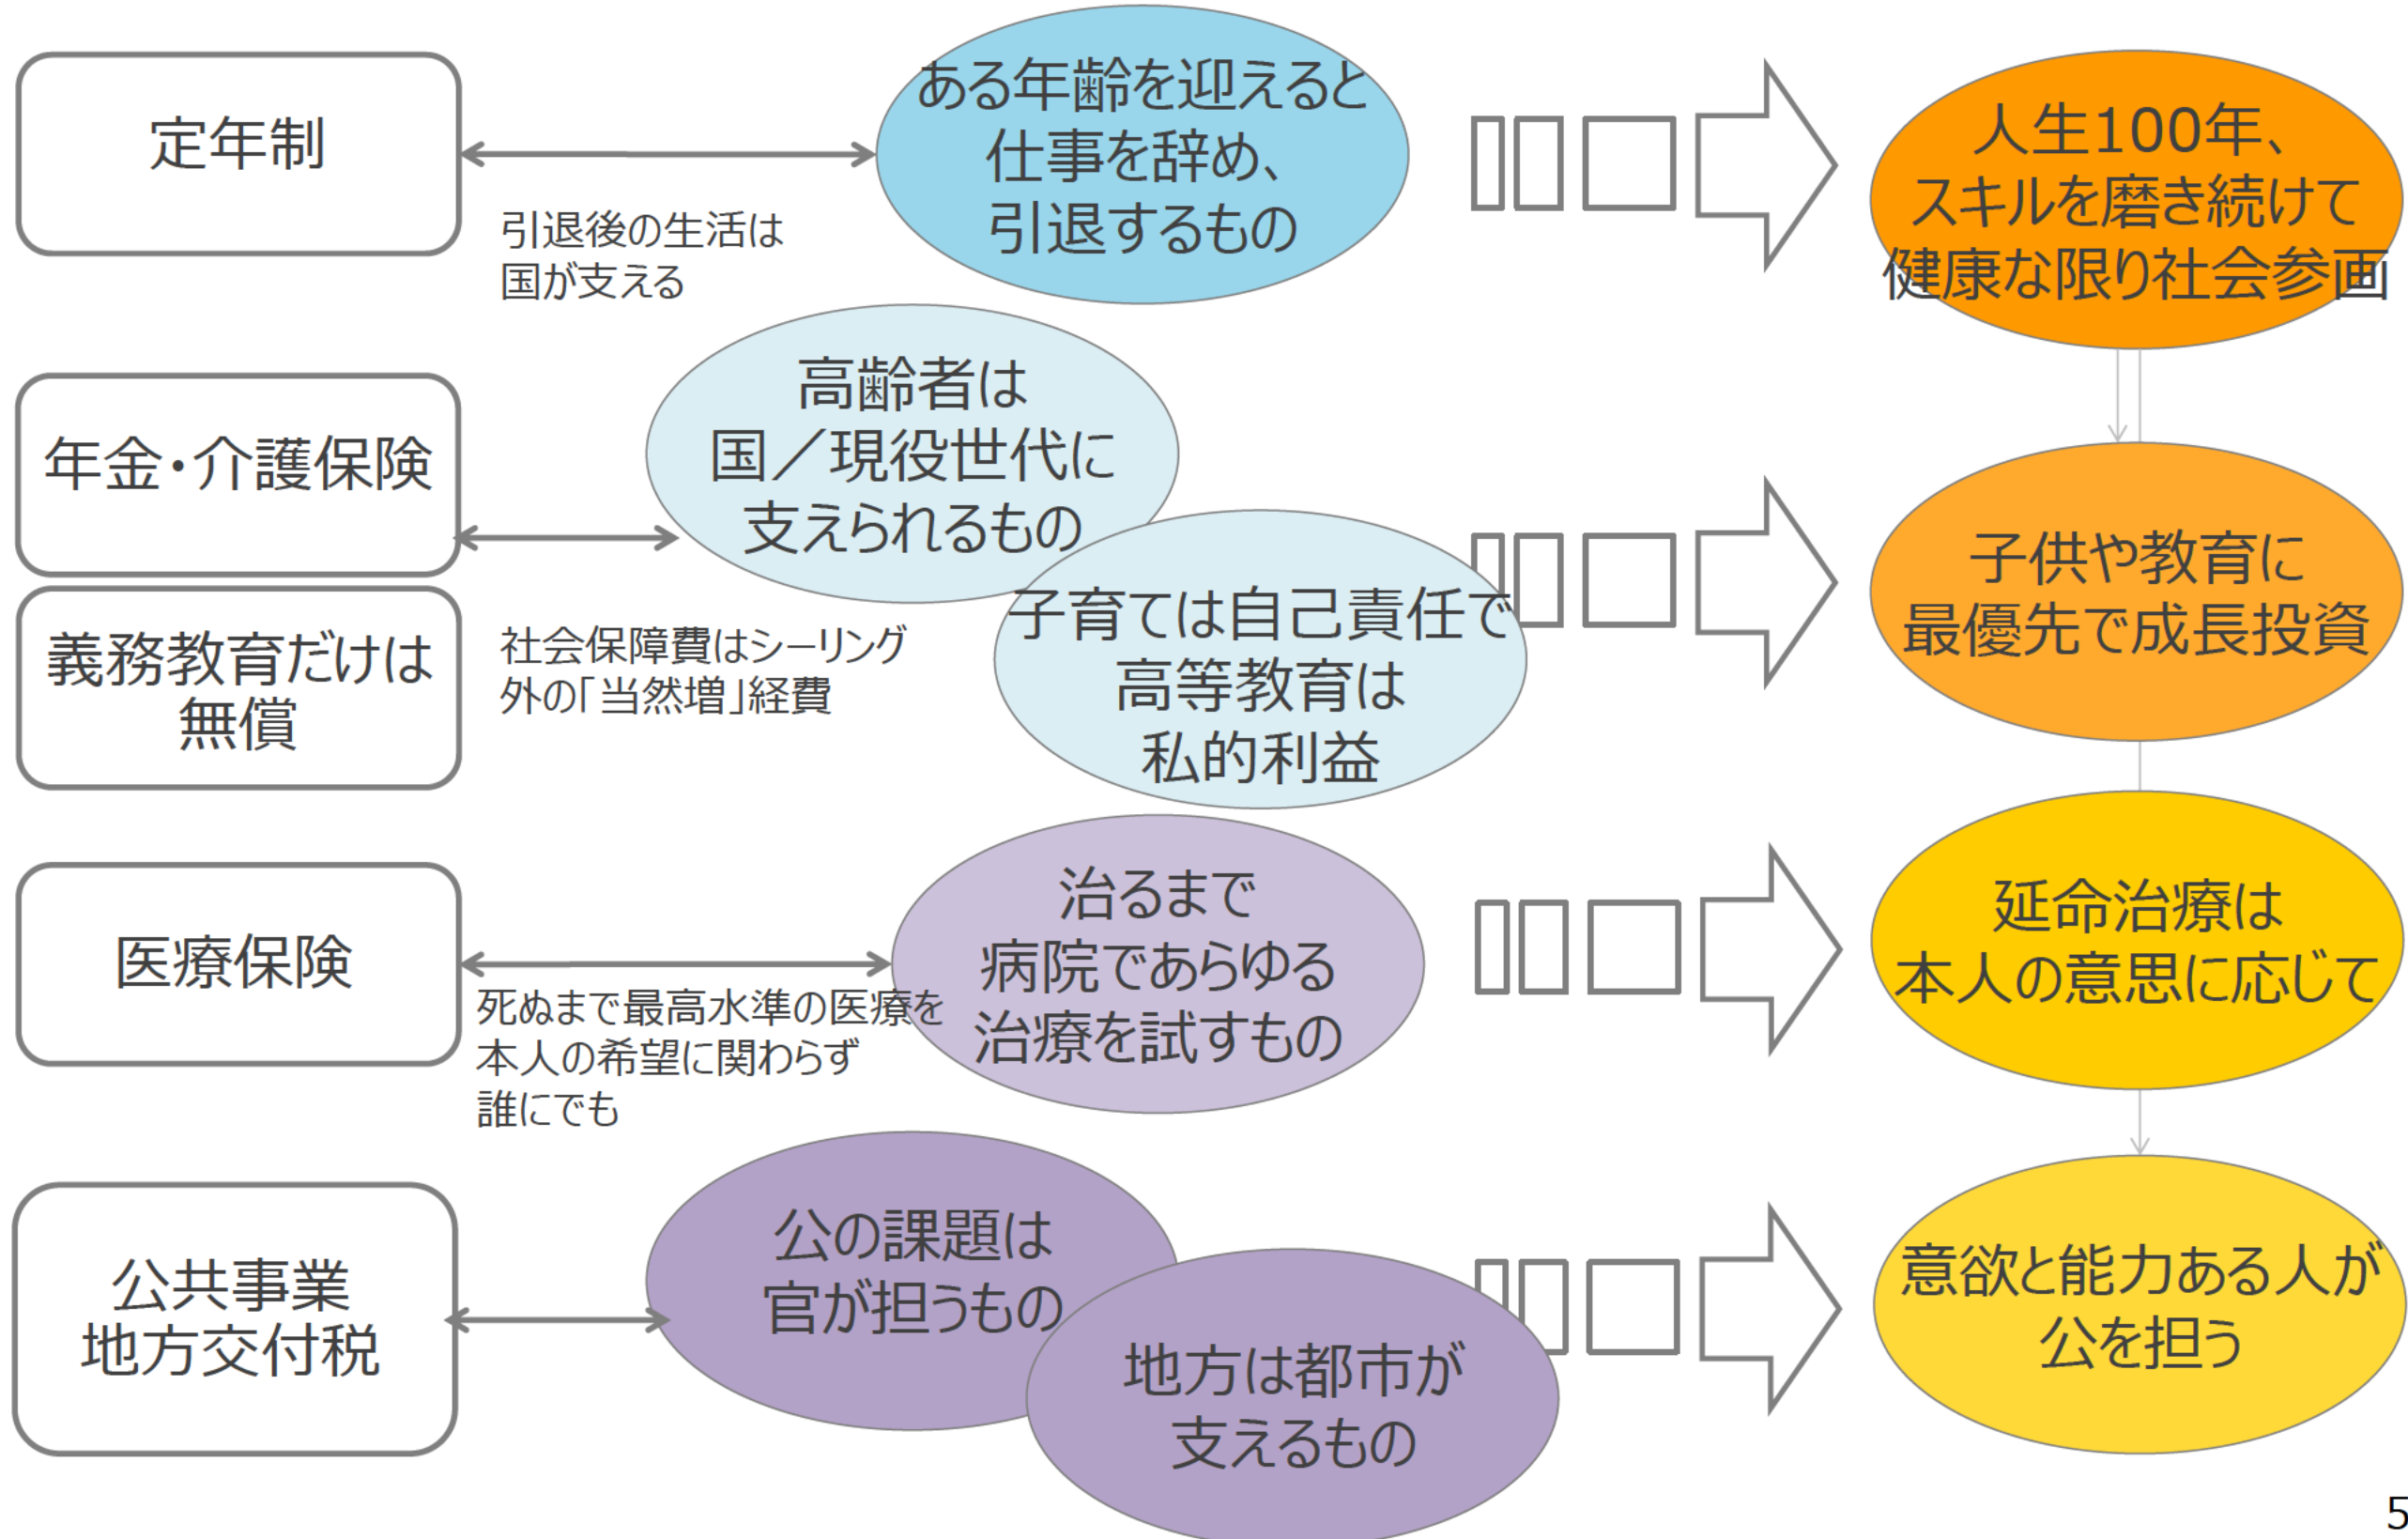 定年制
引退後の生活は
国が支える
ある年齢を迎えると
仕事を辞め、
引退するもの
人生100年、
スキルを磨き続けて
健康な限り社会参画
年金・介護保険
義務教育だけは
無償
社会保障費はシーリング
外の「当然増」経費
高齢者は
国／現役世代に
支えられるもの
子育ては自己責任で
高等教育は
私的利益
子供や教育に
最優先で成長投資
医療保険
死ぬまで最高水準の医療を
本人の希望に関わらず
誰にでも
治るまで
病院であらゆる
治療を試すもの
延命治療は
本人の意思に応じて
公共事業
地方交付税
公の課題は
官が担うもの
地方は都市が
支えるもの
意欲と能力ある人が
公を担う
5